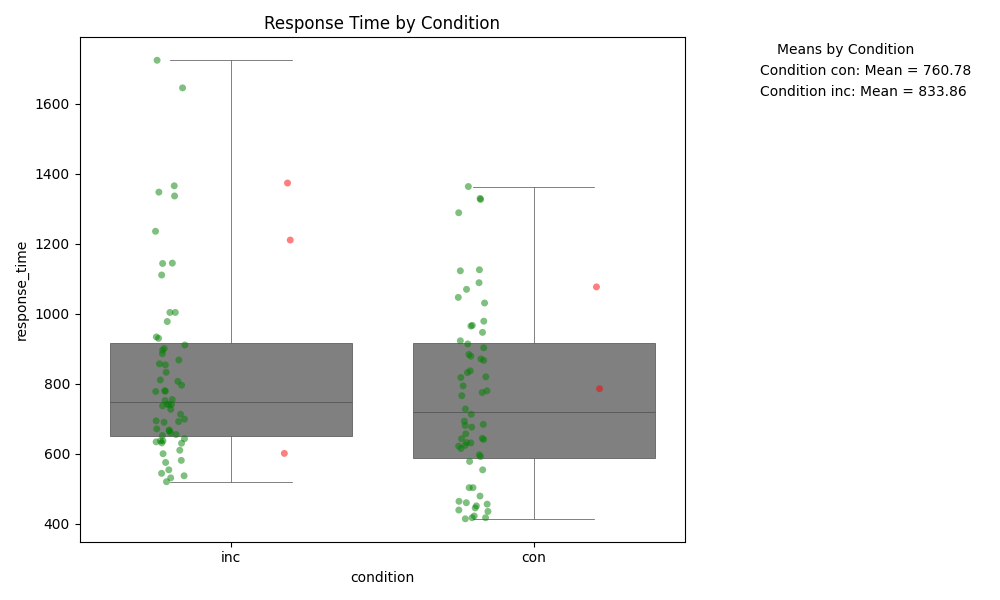 Response Time by Condition
Means by Condition
Condition con: Mean = 760.78
Condition inc: Mean = 833.86
response_time
1600
1400
1200
1000
800
600
400
inc con
condition